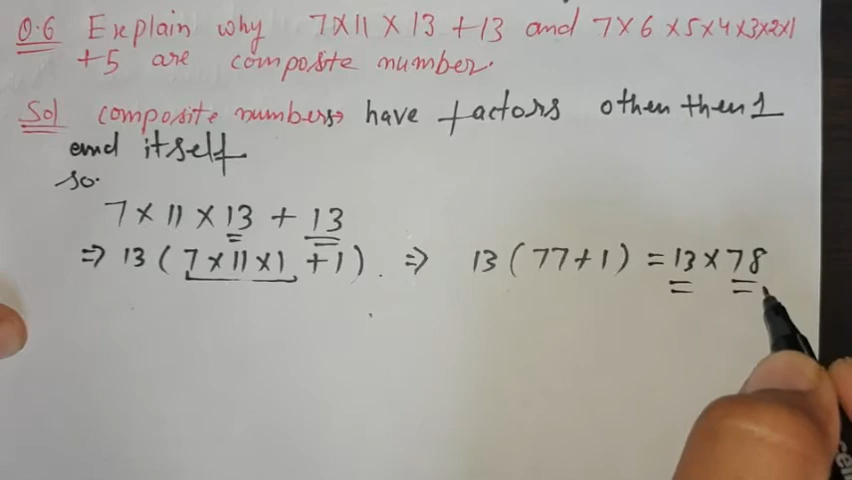 Q.6 Explain why 7×11×13+13 and 7×6×5×4×3×2×1
+5 are composite number.
Sol composite numbers→ have factors other then 1
and itself
so.
7×11×13+13
⇒ 13(7×11×1+1). ⇒ 13(77+1)=13×78
cell